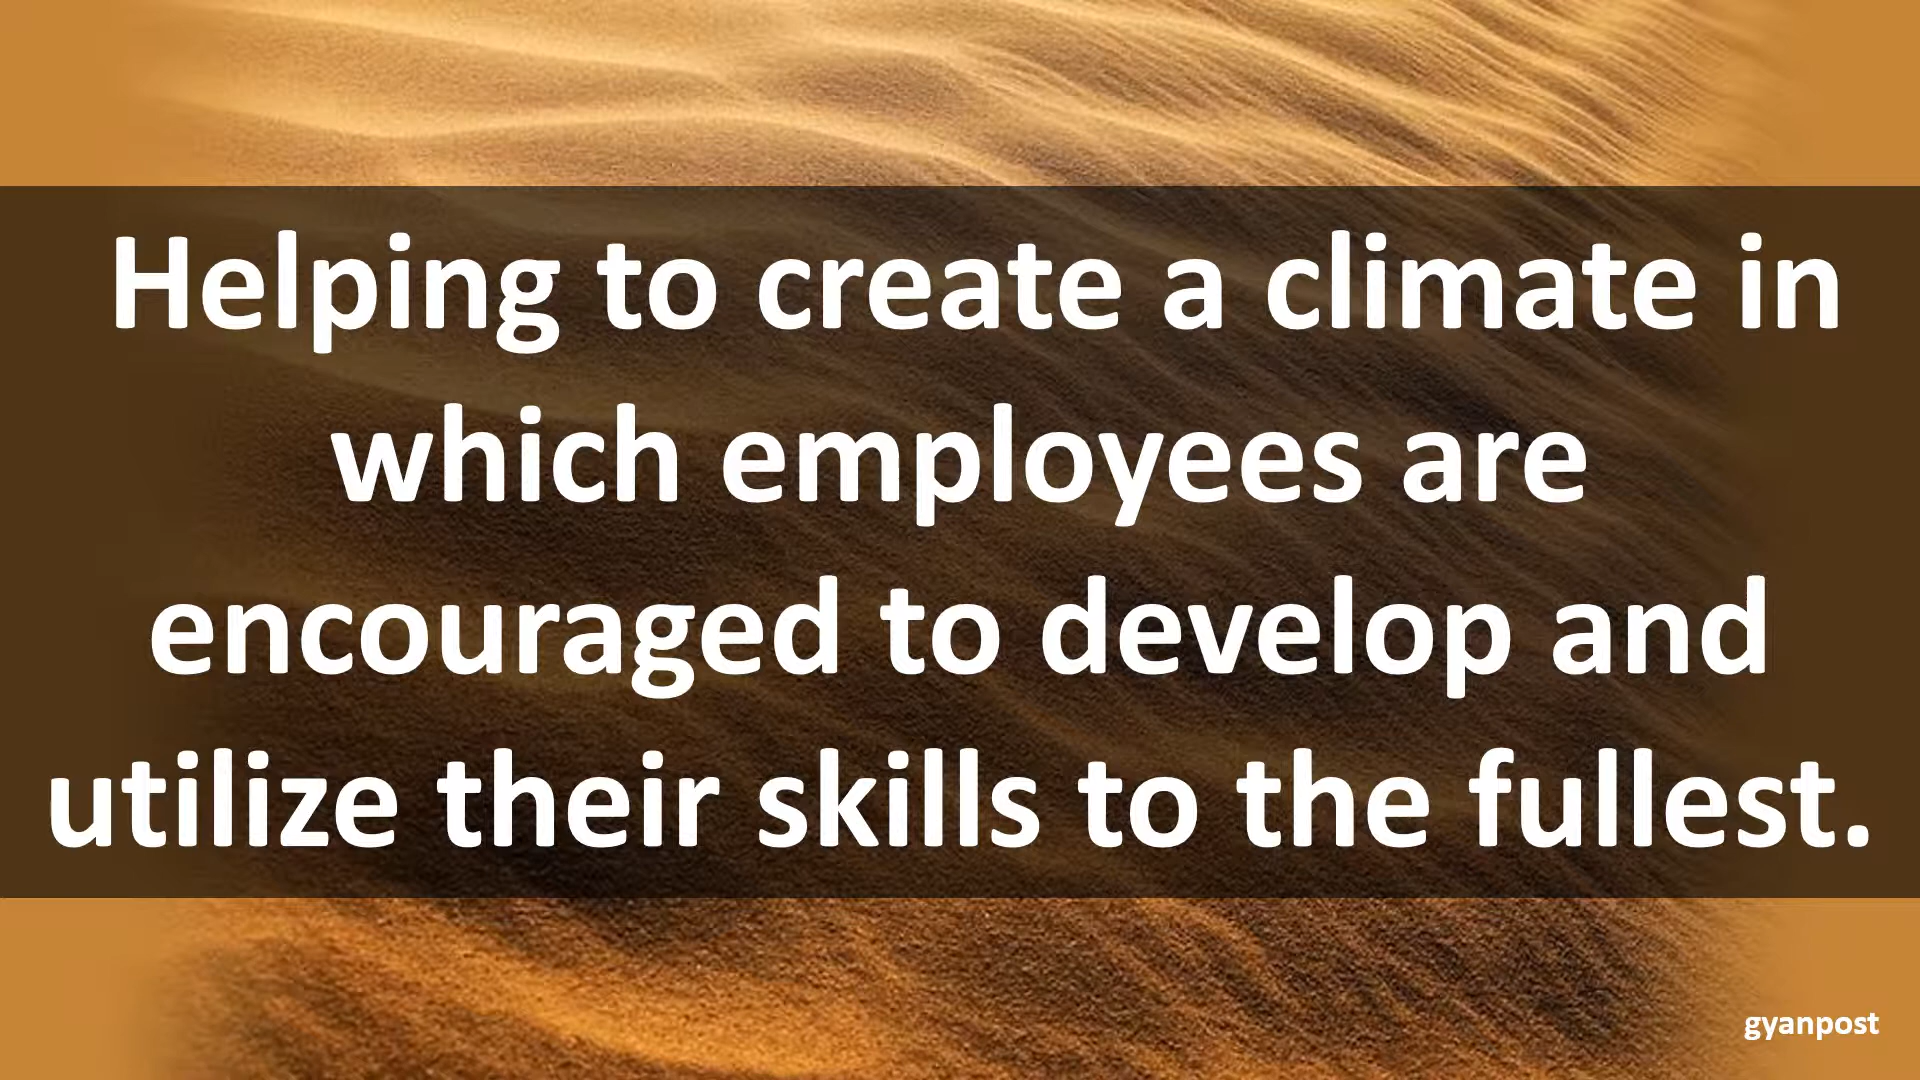 Helping to create a climate in
which employees are
encouraged to develop and
utilize their skills to the fullest.
gyanpost